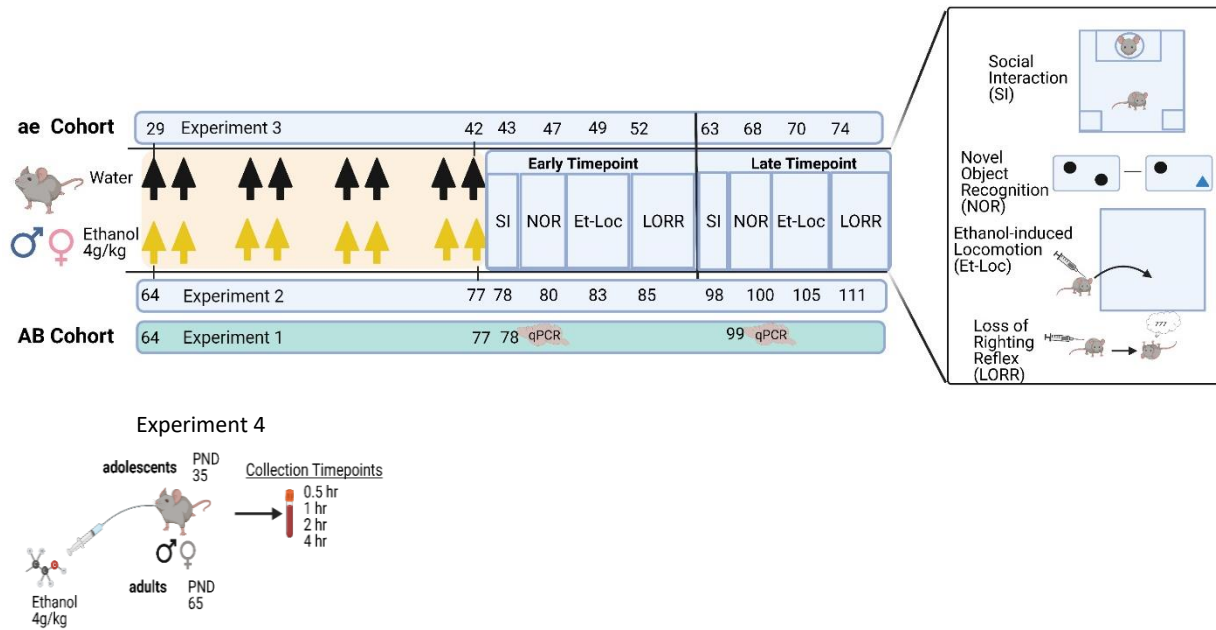 ae Cohort
29 Experiment 3 42 43 47 49 52 63 68 70 74
Water
Early Timepoint Late Timepoint
SI NOR Et-Loc LORR SI NOR Et-Loc LORR
Ethanol
4g/kg
64 Experiment 2 77 78 80 83 85 98 100 105 111
AB Cohort
64 Experiment 1 77 78 qPCR 99 qPCR
Social
Interaction
(SI)
Novel
Object
Recognition
(NOR)
Ethanol-induced
Locomotion
(Et-Loc)
Loss of
Righting
Reflex
(LORR)
Experiment 4
adolescents PND
35
Collection Timepoints
0.5 hr
1 hr
2 hr
4 hr
adults PND
65
Ethanol
4g/kg